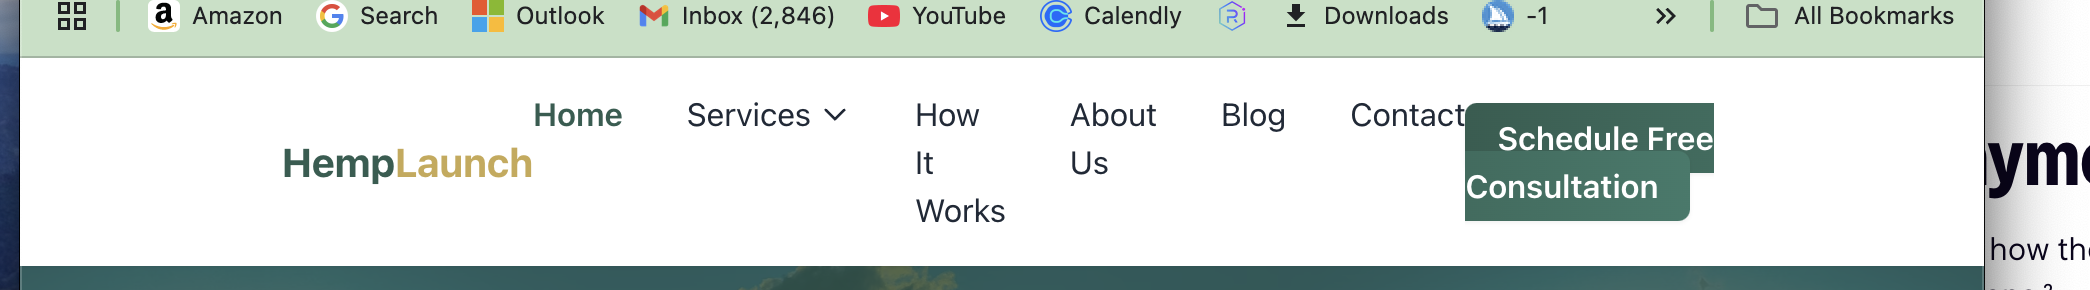 Amazon Search Outlook Inbox (2,846) YouTube Calendly Downloads -1 » All Bookmarks
HempLaunch
Home
Services
How
It
Works
About
Us
Blog
Contact
Schedule Free
Consultation
how